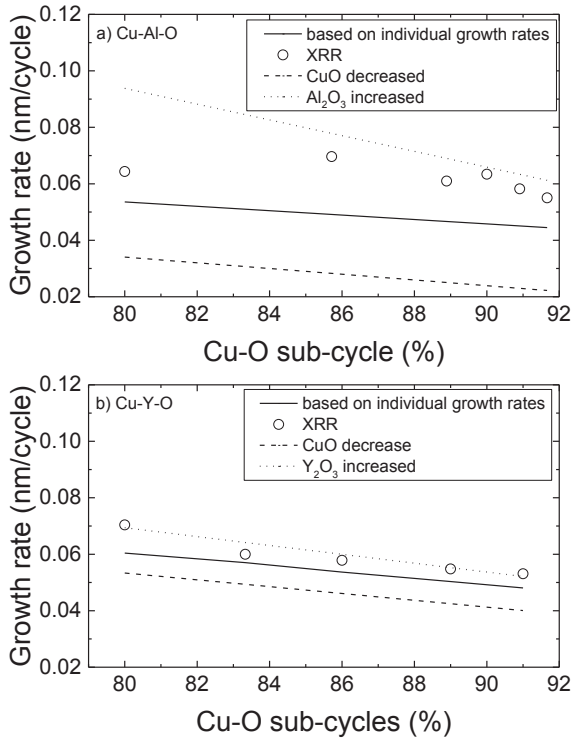 a) Cu-Al-O
based on individual growth rates
XRR
CuO decreased
Al₂O₃ increased
0.12
0.10
0.08
0.06
0.04
0.02
Growth rate (nm/cycle)
80 82 84 86 88 90 92
Cu-O sub-cycle (%)
b) Cu-Y-O
based on individual growth rates
XRR
CuO decrease
Y₂O₃ increased
0.12
0.10
0.08
0.06
0.04
0.02
Growth rate (nm/cycle)
80 82 84 86 88 90 92
Cu-O sub-cycles (%)